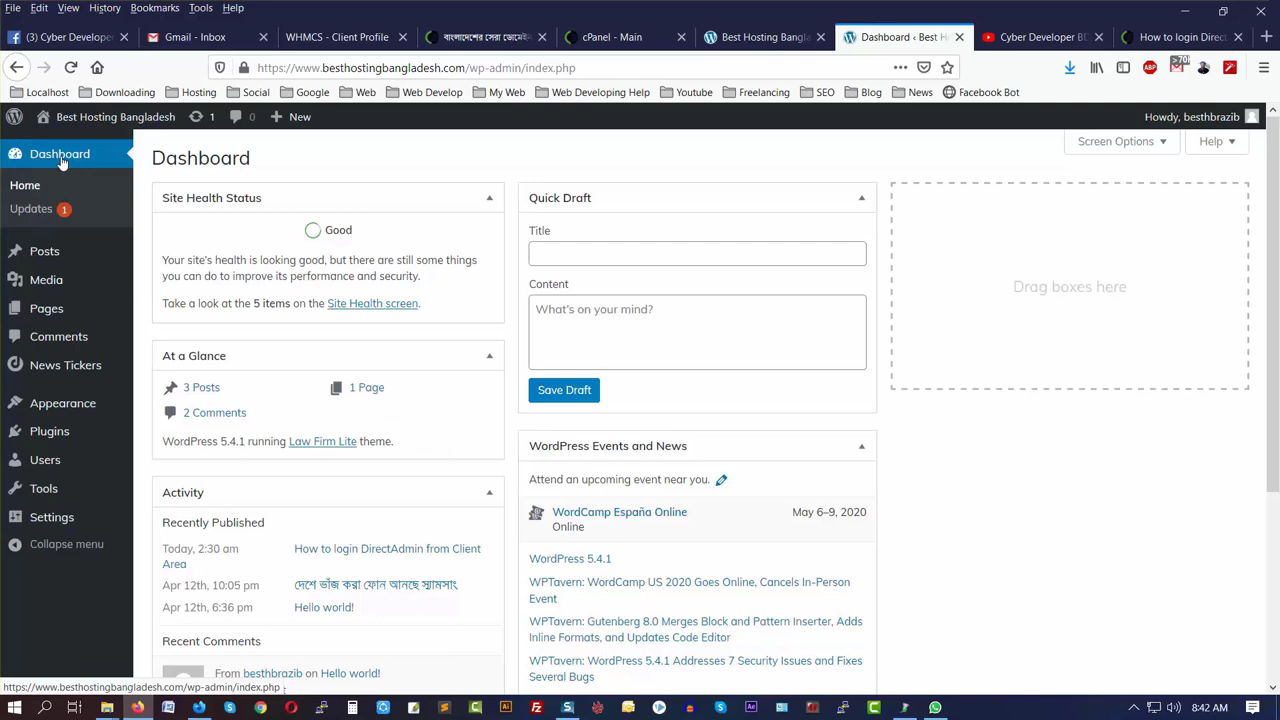 File Edit View History Bookmarks Tools Help
(3) Cyber Develope
Gmail - Inbox
WHMCS - Client Profile
বাংলাদেশের সেরা ডোমেই
cPanel - Main
Best Hosting Bangla
Dashboard ‹ Best H
Cyber Developer BD
How to login Direct
https://www.besthostingbangladesh.com/wp-admin/index.php
ABP >70
Localhost Downloading Hosting Social Google Web Web Develop My Web Web Developing Help Youtube Freelancing SEO Blog News Facebook Bot
Best Hosting Bangladesh 1 0 New Howdy, besthbrazib
Dashboard
Home
Updates 1
Posts
Media
Pages
Comments
News Tickers
Appearance
Plugins
Users
Tools
Settings
Collapse menu
Screen Options Help
Dashboard
Site Health Status
Good
Your site's health is looking good, but there are still some things
you can do to improve its performance and security.
Take a look at the 5 items on the Site Health screen.
At a Glance
3 Posts 1 Page
2 Comments
WordPress 5.4.1 running Law Firm Lite theme.
Activity
Recently Published
Today, 2:30 am How to login DirectAdmin from Client
Area
Apr 12th, 10:05 pm দেশে ভাঁজ করা ফোন আনছে স্যামসাং
Apr 12th, 6:36 pm Hello world!
Recent Comments
From besthbrazib on Hello world!
Quick Draft
Title
Content
What's on your mind?
Save Draft
WordPress Events and News
Attend an upcoming event near you.
WordCamp España Online May 6–9, 2020
Online
WordPress 5.4.1
WPTavern: WordCamp US 2020 Goes Online, Cancels In-Person
Event
WPTavern: Gutenberg 8.0 Merges Block and Pattern Inserter, Adds
Inline Formats, and Updates Code Editor
WPTavern: WordPress 5.4.1 Addresses 7 Security Issues and Fixes
Several Bugs
Drag boxes here
https://www.besthostingbangladesh.com/wp-admin/index.php
8:42 AM